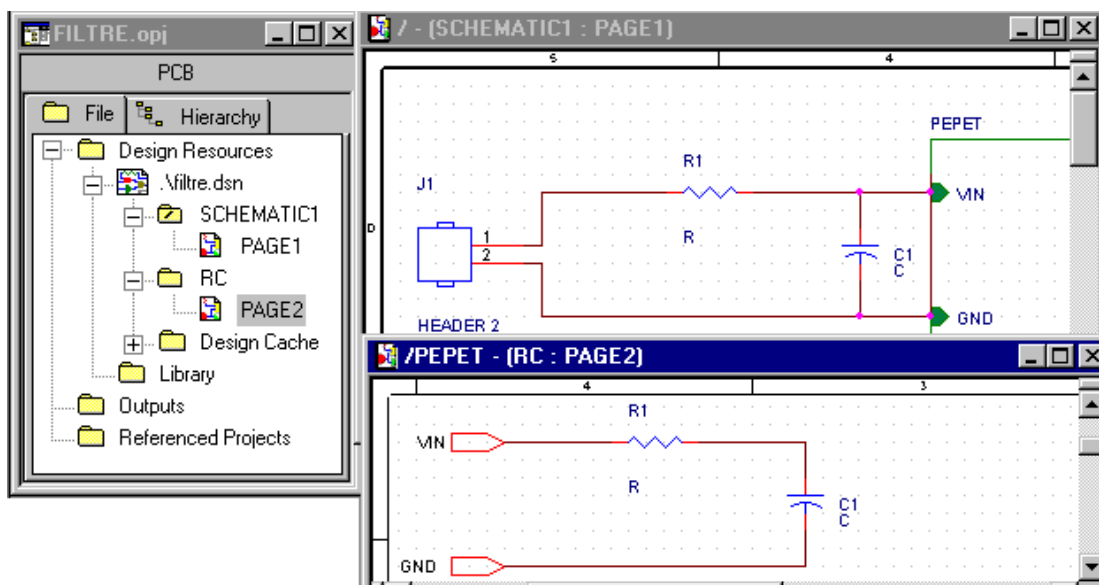 FILTRE.opj
PCB
File
Hierarchy
Design Resources
.\filtre.dsn
SCHEMATIC1
PAGE1
RC
PAGE2
Design Cache
Library
Outputs
Referenced Projects
/ - (SCHEMATIC1 : PAGE1)
5
4
D
PEPET
R1
J1
VIN
1
R
2
C1
C
GND
HEADER 2
/PEPET - (RC : PAGE2)
4
3
R1
VIN
R
C1
C
GND